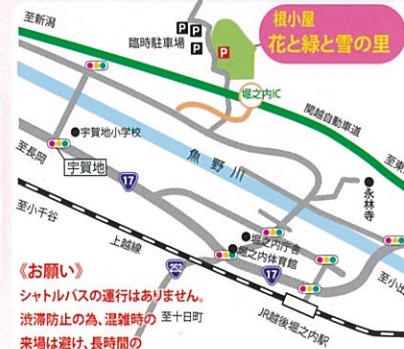 至新潟
P P P
臨時駐車場
P
根小屋
花と緑と雪の里
堀之内IC
関越自動車道
宇賀地小学校
宇賀地
至長岡
17
魚野川
永林寺
至小千谷
上越線
堀之内庁舎
堀之内体育館
252
17
至小出
至十日町
JR越後堀之内駅
《お願い》
シャトルバスの運行はありません。
渋滞防止の為、混雑時の
来場は避け、長時間の